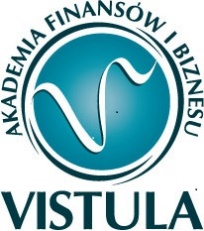 AKADEMIA FINANSÓW I BIZNESU
VISTULA